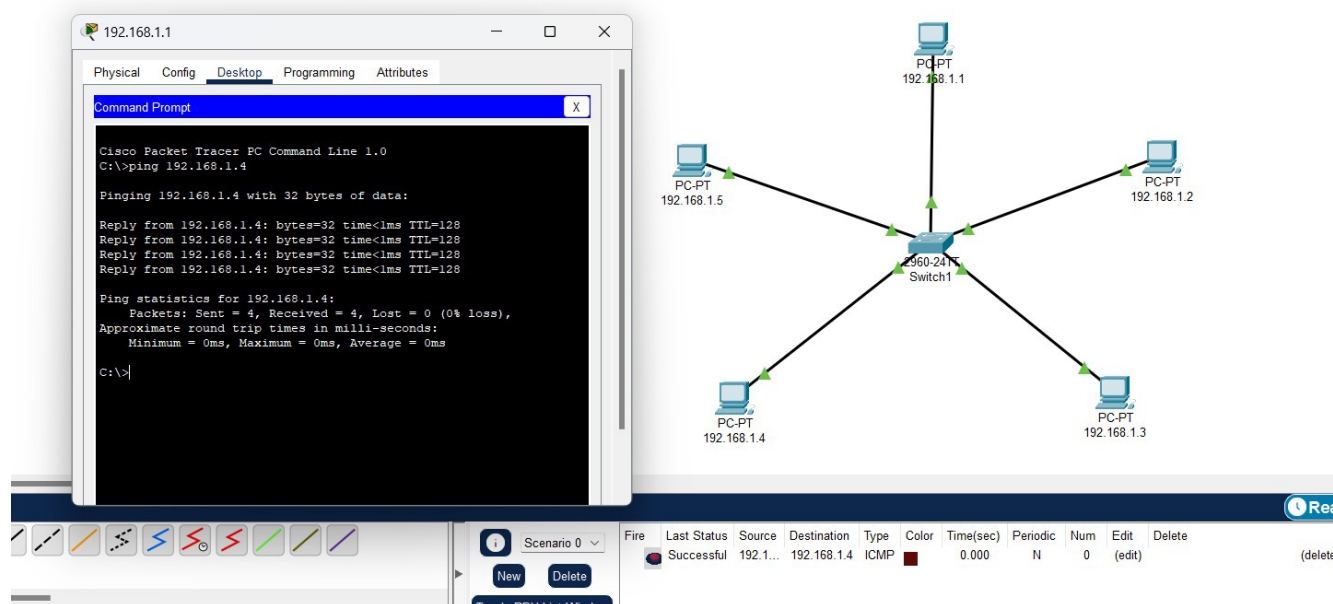 192.168.1.1
Physical Config Desktop Programming Attributes
Command Prompt X
Cisco Packet Tracer PC Command Line 1.0
C:\>ping 192.168.1.4
Pinging 192.168.1.4 with 32 bytes of data:
Reply from 192.168.1.4: bytes=32 time<1ms TTL=128
Reply from 192.168.1.4: bytes=32 time<1ms TTL=128
Reply from 192.168.1.4: bytes=32 time<1ms TTL=128
Reply from 192.168.1.4: bytes=32 time<1ms TTL=128
Ping statistics for 192.168.1.4:
Packets: Sent = 4, Received = 4, Lost = 0 (0% loss),
Approximate round trip times in milli-seconds:
Minimum = 0ms, Maximum = 0ms, Average = 0ms
C:\>
PC-PT
192.168.1.1
PC-PT
192.168.1.5
PC-PT
192.168.1.2
2960-24TT
Switch1
PC-PT
192.168.1.4
PC-PT
192.168.1.3
Rea
Scenario 0
New Delete
Fire Last Status Source Destination Type Color Time(sec) Periodic Num Edit Delete
Successful 192.1... 192.168.1.4 ICMP 0.000 N 0 (edit) (delete